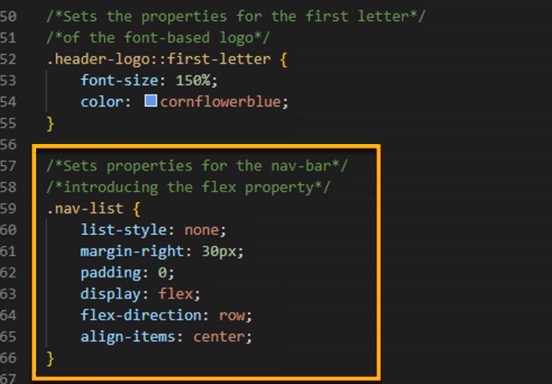 50 /*Sets the properties for the first letter*/
51 /*of the font-based logo*/
52 .header-logo::first-letter {
53 font-size: 150%;
54 color: cornflowerblue;
55 }
56
57 /*Sets properties for the nav-bar*/
58 /*introducing the flex property*/
59 .nav-list {
60 list-style: none;
61 margin-right: 30px;
62 padding: 0;
63 display: flex;
64 flex-direction: row;
65 align-items: center;
66 }
67